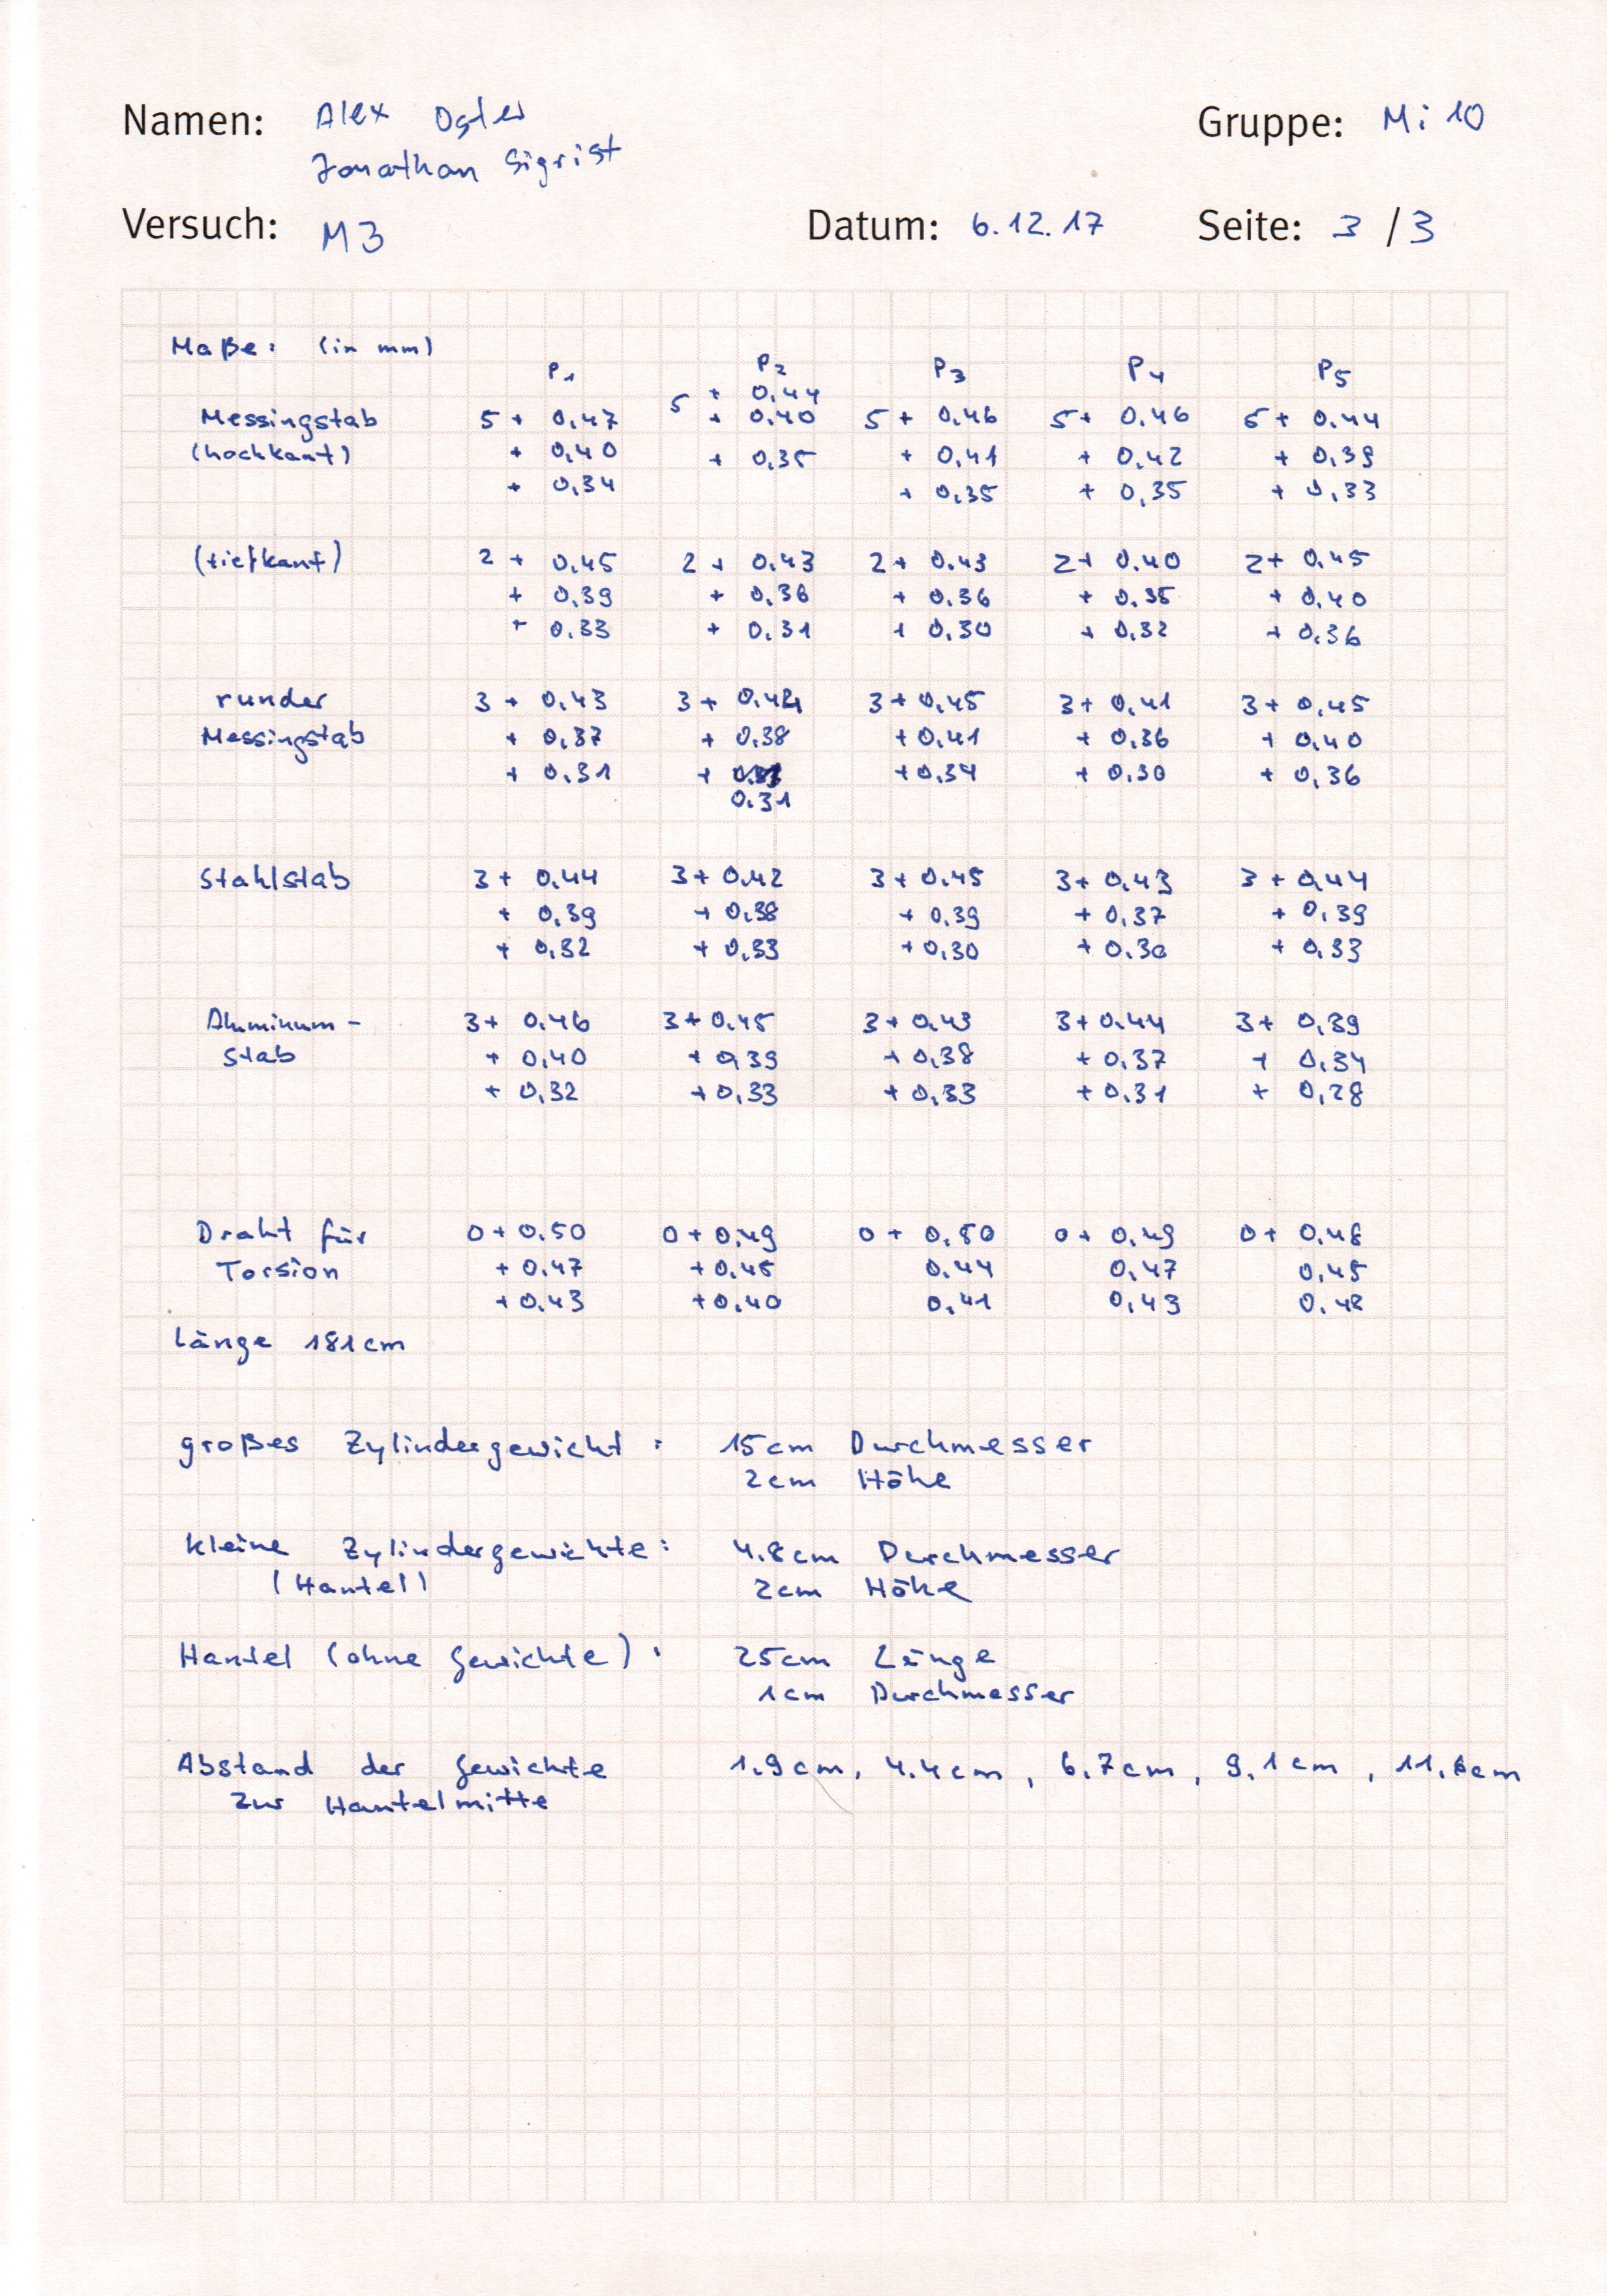 Namen: Alex Oster Gruppe: Mi 10
Jonathan Sigrist
Versuch: M3 Datum: 6.12.17 Seite: 3 / 3
Maße: (in mm)
P1 P2 P3 P4 P5
5 + 0,44
Messingstab 5 + 0,47 + 0,40 5 + 0,46 5 + 0,46 5 + 0,44
(hochkant) + 0,40 + 0,35 + 0,41 + 0,42 + 0,39
+ 0,34 + 0,35 + 0,35 + 0,33
(tiefkant) 2 + 0,45 2 + 0,43 2 + 0,43 2 + 0,40 2 + 0,45
+ 0,39 + 0,36 + 0,36 + 0,35 + 0,40
+ 0,33 + 0,31 + 0,30 + 0,32 + 0,36
runder 3 + 0,43 3 + 0,44 3 + 0,45 3 + 0,41 3 + 0,45
Messingstab + 0,37 + 0,38 + 0,41 + 0,36 + 0,40
+ 0,31 + + 0,34 + 0,30 + 0,36
0,31
Stahlstab 3 + 0,44 3 + 0,42 3 + 0,45 3 + 0,43 3 + 0,44
+ 0,39 + 0,38 + 0,39 + 0,37 + 0,39
+ 0,32 + 0,33 + 0,30 + 0,30 + 0,33
Aluminum- 3 + 0,46 3 + 0,45 3 + 0,43 3 + 0,44 3 + 0,39
stab + 0,40 + 0,39 + 0,38 + 0,37 + 0,34
+ 0,32 + 0,33 + 0,33 + 0,31 + 0,28
Draht für 0 + 0,50 0 + 0,49 0 + 0,50 0 + 0,49 0 + 0,48
Torsion + 0,47 + 0,45 0,44 0,47 0,45
+ 0,43 + 0,40 0,41 0,43 0,42
Länge 181cm
großes Zylindergewicht: 15cm Durchmesser
2cm Höhe
kleine Zylindergewichte: 4.8cm Durchmesser
(Hantel) 2cm Höhe
Hantel (ohne Gewichte): 25cm Länge
1cm Durchmesser
Abstand der Gewichte 1.9cm, 4.4cm, 6.7cm, 9.1cm,
zur Hantelmitte